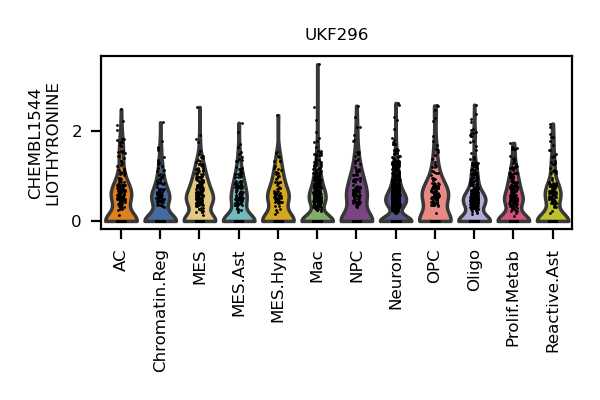 UKF296
CHEMBL1544
LIOTHYRONINE
2
0
AC
Chromatin.Reg
MES
MES.Ast
MES.Hyp
Mac
NPC
Neuron
OPC
Oligo
Prolif.Metab
Reactive.Ast